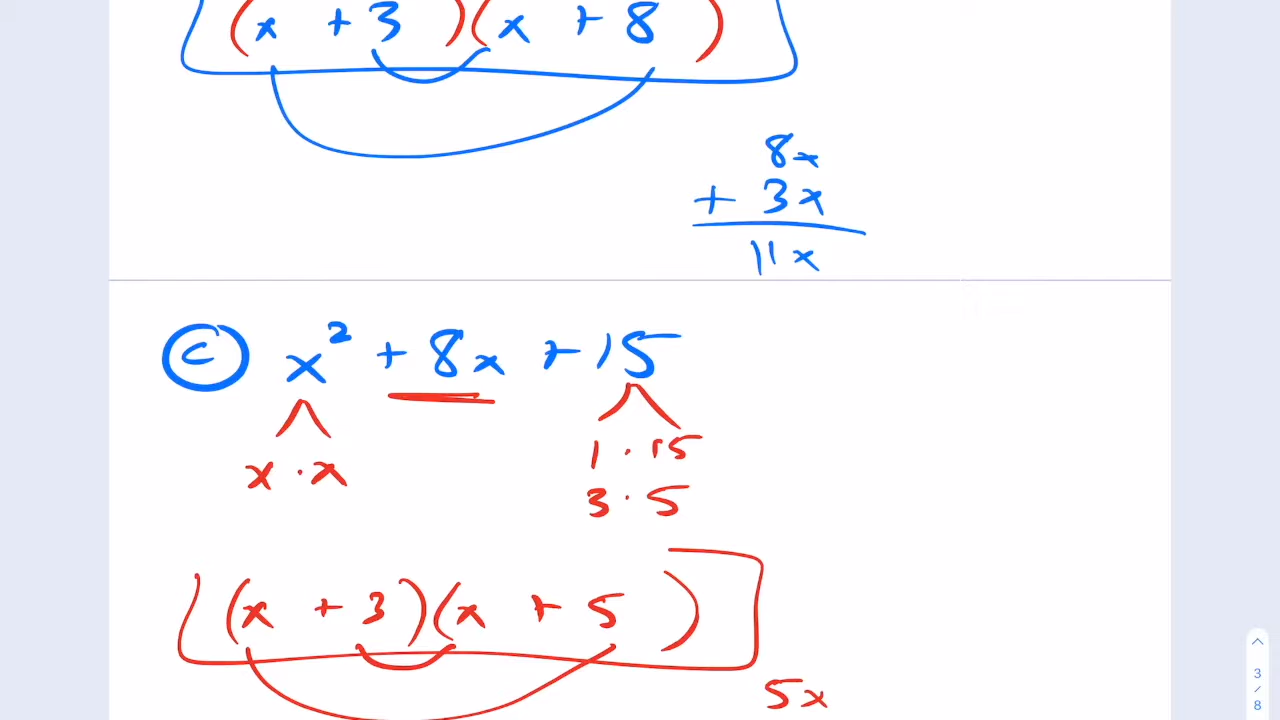 (x + 3)(x + 8)
8x
+ 3x
11x
C x² + 8x + 15
x · x
1 · 15
3 · 5
(x + 3)(x + 5)
5x
3
8